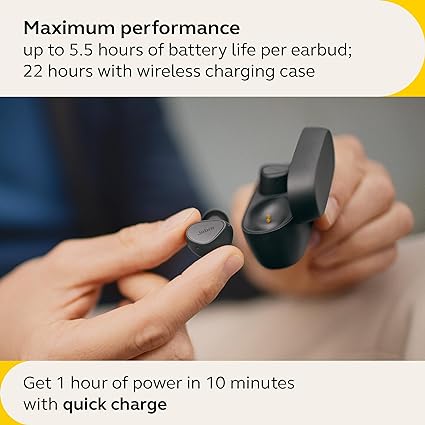 Maximum performance
up to 5.5 hours of battery life per earbud;
22 hours with wireless charging case
Jabra
Get 1 hour of power in 10 minutes
with quick charge